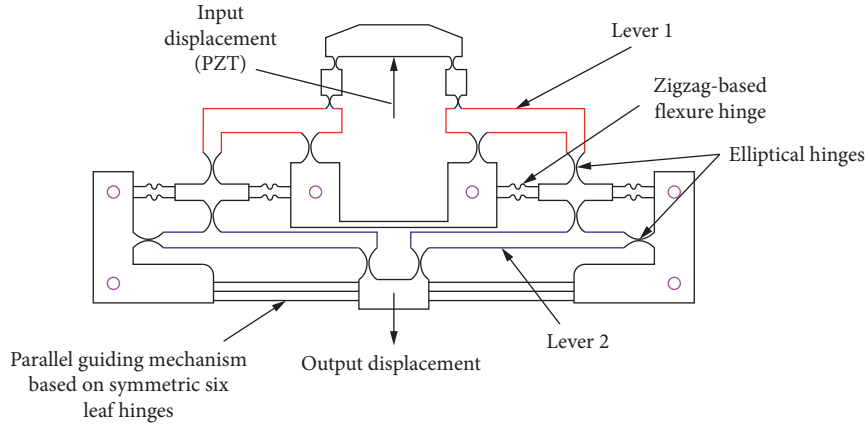 Input
displacement
(PZT)
Lever 1
Zigzag-based
flexure hinge
Elliptical hinges
Lever 2
Output displacement
Parallel guiding mechanism
based on symmetric six
leaf hinges